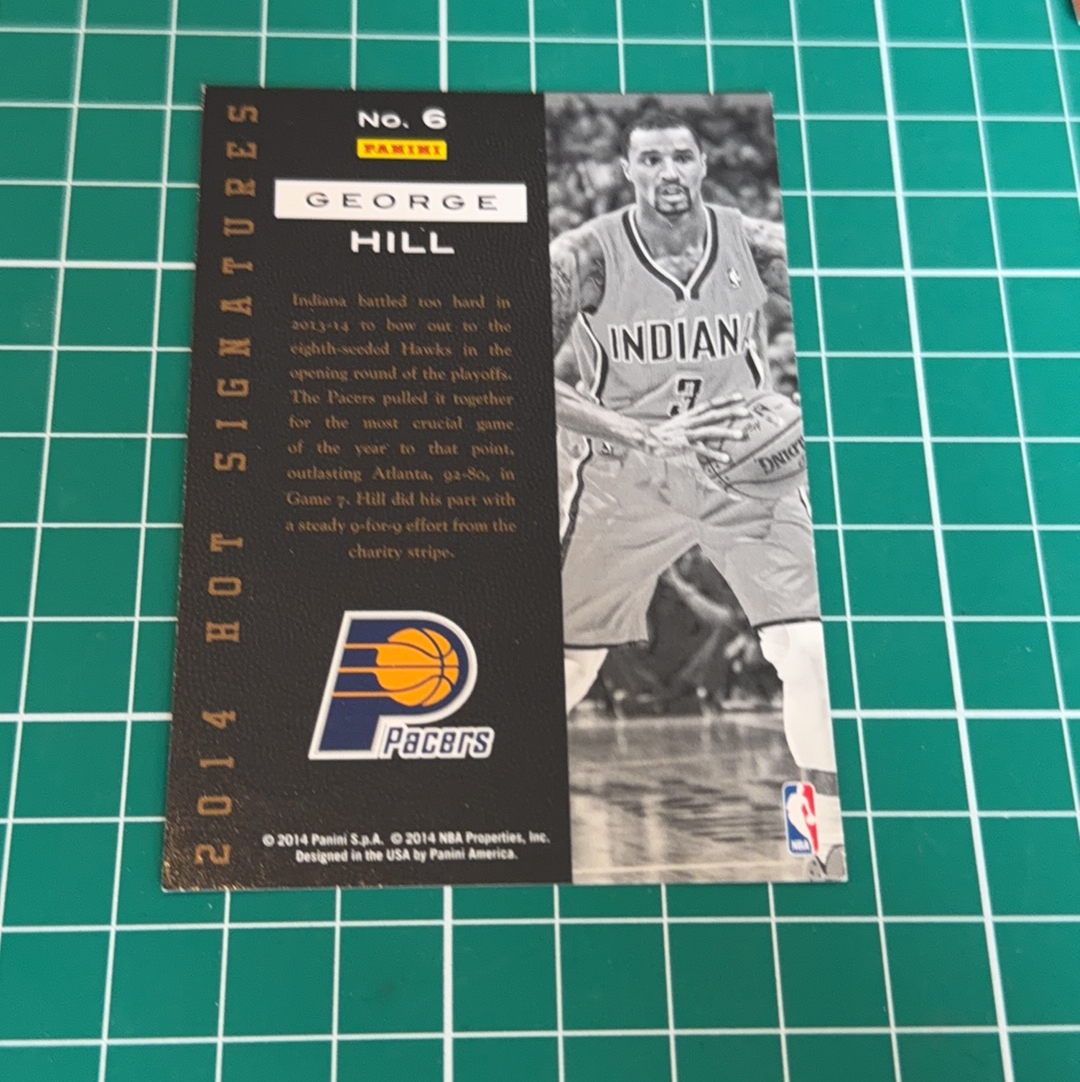 2014 HOT SIGNATURES
No. 6
PANINI
GEORGE
HILL
Indiana battled too hard in
2013-14 to bow out to the
eighth-seeded Hawks in the
opening round of the playoffs.
The Pacers pulled it together
for the most crucial game
of the year to that point,
outlasting Atlanta, 92-80, in
Game 7. Hill did his part with
a steady 9-for-9 effort from the
charity stripe.
Pacers
© 2014 Panini S.p.A. © 2014 NBA Properties, Inc.
Designed in the USA by Panini America.
INDIANA
3
NBA